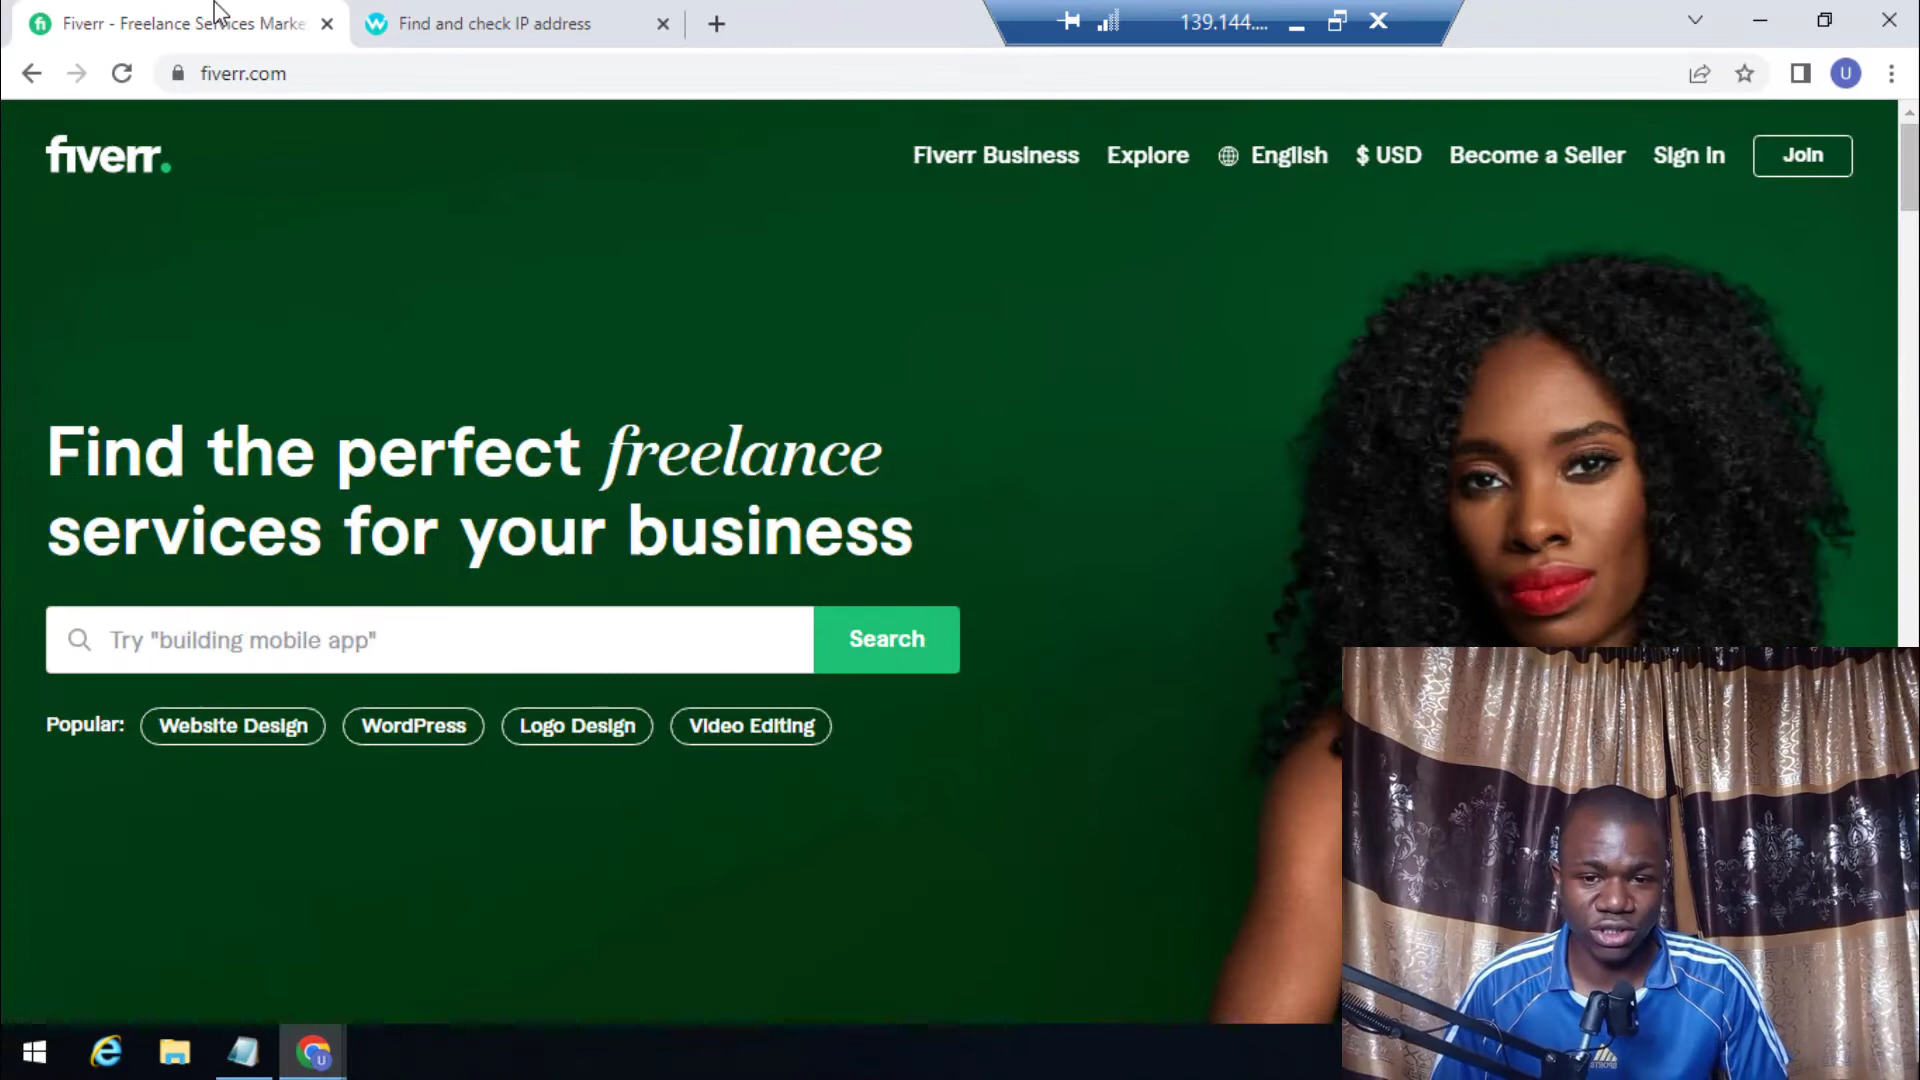 Fiverr - Freelance Services Marke
Find and check IP address
139.144....
U
fiverr.com
fiverr.
Fiverr Business
Explore
English
$ USD
Become a Seller
Sign in
Join
Find the perfect freelance
services for your business
Try "building mobile app"
Search
Popular:
Website Design
WordPress
Logo Design
Video Editing
U